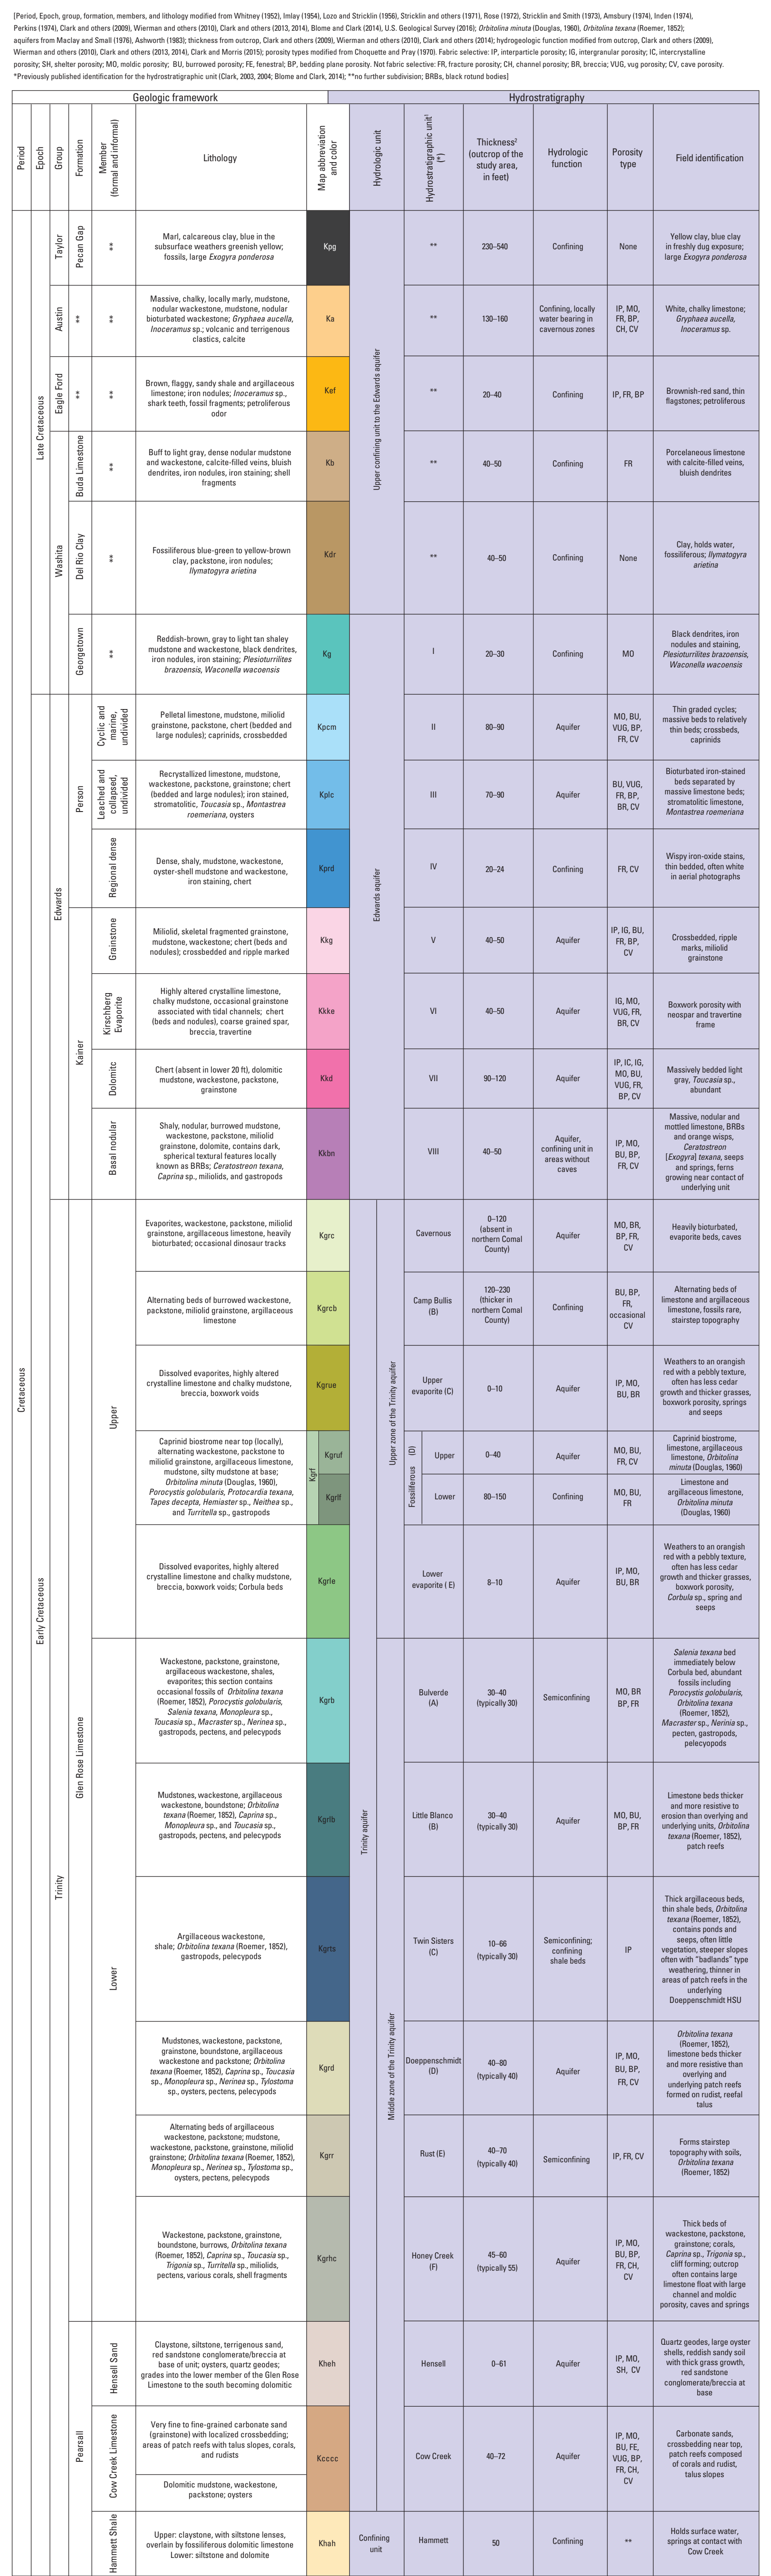 [Period, Epoch, group, formation, members, and lithology modified from Whitney (1952), Imlay (1954), Lozo and Stricklin (1956), Stricklin and others (1971), Rose (1972), Stricklin and Smith (1973), Amsbury (1974), Inden (1974),
Perkins (1974), Clark and others (2009), Wierman and others (2010), Clark and others (2013, 2014), Blome and Clark (2014), U.S. Geological Survey (2016); Orbitolina minuta (Douglas, 1960), Orbitolina texana (Roemer, 1852);
aquifers from Maclay and Small (1976), Ashworth (1983); thickness from outcrop, Clark and others (2009), Wierman and others (2010), Clark and others (2014); hydrogeologic function modified from outcrop, Clark and others (2009),
Wierman and others (2010), Clark and others (2013, 2014), Clark and Morris (2015); porosity types modified from Choquette and Pray (1970). Fabric selective: IP, interparticle porosity; IG, intergranular porosity; IC, intercrystalline
porosity; SH, shelter porosity; MO, moldic porosity; BU, burrowed porosity; FE, fenestral; BP, bedding plane porosity. Not fabric selective: FR, fracture porosity; CH, channel porosity; BR, breccia; VUG, vug porosity; CV, cave porosity.
*Previously published identification for the hydrostratigraphic unit (Clark, 2003, 2004; Blome and Clark, 2014); **no further subdivision; BRBs, black rotund bodies]
Geologic framework
Hydrostratigraphy
Period
Epoch
Group
Formation
Member
(formal and informal)
Lithology
Map abbreviation
and color
Hydrologic unit
Hydrostratigraphic unit1
(*)
Thickness2
(outcrop of the
study area,
in feet)
Hydrologic
function
Porosity
type
Field identification
Cretaceous
Late Cretaceous
Taylor
Pecan Gap
**
Marl, calcareous clay, blue in the
subsurface weathers greenish yellow;
fossils, large Exogyra ponderosa
Kpg
Upper confining unit to the Edwards aquifer
**
230–540
Confining
None
Yellow clay, blue clay
in freshly dug exposure;
large Exogyra ponderosa
Austin
**
**
Massive, chalky, locally marly, mudstone,
nodular wackestone, mudstone, nodular
bioturbated wackestone; Gryphaea aucella,
Inoceramus sp.; volcanic and terrigenous
clastics, calcite
Ka
**
130–160
Confining, locally
water bearing in
cavernous zones
IP, MO,
FR, BP,
CH, CV
White, chalky limestone;
Gryphaea aucella,
Inoceramus sp.
Eagle Ford
**
**
Brown, flaggy, sandy shale and argillaceous
limestone; iron nodules; Inoceramus sp.,
shark teeth, fossil fragments; petroliferous
odor
Kef
**
20–40
Confining
IP, FR, BP
Brownish-red sand, thin
flagstones; petroliferous
Washita
Buda Limestone
**
Buff to light gray, dense nodular mudstone
and wackestone, calcite-filled veins, bluish
dendrites, iron nodules, iron staining; shell
fragments
Kb
**
40–50
Confining
FR
Porcelaneous limestone
with calcite-filled veins,
bluish dendrites
Del Rio Clay
**
Fossiliferous blue-green to yellow-brown
clay, packstone, iron nodules;
Ilymatogyra arietina
Kdr
**
40–50
Confining
None
Clay, holds water,
fossiliferous; Ilymatogyra
arietina
Georgetown
**
Reddish-brown, gray to light tan shaley
mudstone and wackestone, black dendrites,
iron nodules, iron staining; Plesioturrilites
brazoensis, Waconella wacoensis
Kg
Edwards aquifer
I
20–30
Confining
MO
Black dendrites, iron
nodules and staining,
Plesioturrilites brazoensis,
Waconella wacoensis
Early Cretaceous
Edwards
Person
Cyclic and
marine,
undivided
Pelletal limestone, mudstone, miliolid
grainstone, packstone, chert (bedded and
large nodules); caprinids, crossbedded
Kpcm
II
80–90
Aquifer
MO, BU,
VUG, BP,
FR, CV
Thin graded cycles;
massive beds to relatively
thin beds; crossbeds,
caprinids
Leached and
collapsed,
undivided
Recrystallized limestone, mudstone,
wackestone, packstone, grainstone; chert
(bedded and large nodules); iron stained,
stromatolitic, Toucasia sp., Montastrea
roemeriana, oysters
Kplc
III
70–90
Aquifer
BU, VUG,
FR, BP,
BR, CV
Bioturbated iron-stained
beds separated by
massive limestone beds;
stromatolitic limestone,
Montastrea roemeriana
Regional dense
Dense, shaly, mudstone, wackestone,
oyster-shell mudstone and wackestone,
iron staining, chert
Kprd
IV
20–24
Confining
FR, CV
Wispy iron-oxide stains,
thin bedded, often white
in aerial photographs
Kainer
Grainstone
Miliolid, skeletal fragmented grainstone,
mudstone, wackestone; chert (beds and
nodules); crossbedded and ripple marked
Kkg
V
40–50
Aquifer
IP, IG, BU,
FR, BP,
CV
Crossbedded, ripple
marks, miliolid
grainstone
Kirschberg
Evaporite
Highly altered crystalline limestone,
chalky mudstone, occasional grainstone
associated with tidal channels; chert
(beds and nodules), coarse grained spar,
breccia, travertine
Kkke
VI
40–50
Aquifer
IG, MO,
VUG, FR,
BR, CV
Boxwork porosity with
neospar and travertine
frame
Dolomitc
Chert (absent in lower 20 ft), dolomitic
mudstone, wackestone, packstone,
grainstone
Kkd
VII
90–120
Aquifer
IP, IC, IG,
MO, BU,
VUG, FR,
BP, CV
Massively bedded light
gray, Toucasia sp.,
abundant
Basal nodular
Shaly, nodular, burrowed mudstone,
wackestone, packstone, miliolid
grainstone, dolomite, contains dark,
spherical textural features locally
known as BRBs; Ceratostreon texana,
Caprina sp., miliolids, and gastropods
Kkbn
VIII
40–50
Aquifer,
confining unit in
areas without
caves
IP, MO,
BU, BP,
FR, CV
Massive, nodular and
mottled limestone, BRBs
and orange wisps,
Ceratostreon
[Exogyra] texana, seeps
and springs, ferns
growing near contact of
underlying unit
Trinity
Glen Rose Limestone
Upper
Evaporites, wackestone, packstone, miliolid
grainstone, argillaceous limestone, heavily
bioturbated; occasional dinosaur tracks
Kgrc
Trinity aquifer
Upper zone of the Trinity aquifer
Cavernous
0–120
(absent in
northern Comal
County)
Aquifer
MO, BR,
BP, FR,
CV
Heavily bioturbated,
evaporite beds, caves
Alternating beds of burrowed wackestone,
packstone, miliolid grainstone, argillaceous
limestone
Kgrcb
Camp Bullis
(B)
120–230
(thicker in
northern Comal
County)
Confining
BU, BP,
FR,
occasional
CV
Alternating beds of
limestone and argillaceous
limestone, fossils rare,
stairstep topography
Dissolved evaporites, highly altered
crystalline limestone and chalky mudstone,
breccia, boxwork voids
Kgrue
Upper
evaporite (C)
0–10
Aquifer
IP, MO,
BU, BR
Weathers to an orangish
red with a pebbly texture,
often has less cedar
growth and thicker grasses,
boxwork porosity, springs
and seeps
Caprinid biostrome near top (locally),
alternating wackestone, packstone to
miliolid grainstone, argillaceous limestone,
mudstone, silty mudstone at base;
Orbitolina minuta (Douglas, 1960),
Porocystis golobularis, Protocardia texana,
Tapes decepta, Hemiaster sp., Neithea sp.,
and Turritella sp., gastropods
Kgrf
Kgruf
Kgrlf
Fossiliferous (D)
Upper
0–40
Aquifer
MO, BU,
FR, CV
Caprinid biostrome,
limestone, argillaceous
limestone, Orbitolina
minuta (Douglas, 1960)
Lower
80–150
Confining
MO, BU,
FR
Limestone and
argillaceous limestone,
Orbitolina minuta
(Douglas, 1960)
Dissolved evaporites, highly altered
crystalline limestone and chalky mudstone,
breccia, boxwork voids; Corbula beds
Kgrle
Lower
evaporite ( E)
8–10
Aquifer
IP, MO,
BU, BR
Weathers to an orangish
red with a pebbly texture,
often has less cedar
growth and thicker grasses,
boxwork porosity,
Corbula sp., spring and
seeps
Lower
Wackestone, packstone, grainstone,
argillaceous wackestone, shales,
evaporites; this section contains
occasional fossils of Orbitolina texana
(Roemer, 1852), Porocystis golobularis,
Salenia texana, Monopleura sp.,
Toucasia sp., Macraster sp., Nerinea sp.,
gastropods, pectens, and pelecypods
Kgrb
Middle zone of the Trinity aquifer
Bulverde
(A)
30–40
(typically 30)
Semiconfining
MO, BR
BP, FR
Salenia texana bed
immediately below
Corbula bed, abundant
fossils including
Porocystis golobularis,
Orbitolina texana
(Roemer, 1852),
Macraster sp., Nerinia sp.,
pecten, gastropods,
pelecyopods
Mudstones, wackestone, argillaceous
wackestone, boundstone; Orbitolina
texana (Roemer, 1852), Caprina sp.,
Monopleura sp., and Toucasia sp.,
gastropods, pectens, and pelecypods
Kgrlb
Little Blanco
(B)
30–40
(typically 30)
Aquifer
MO, BU,
BP, FR
Limestone beds thicker
and more resistive to
erosion than overlying and
underlying units, Orbitolina
texana (Roemer, 1852),
patch reefs
Argillaceous wackestone,
shale; Orbitolina texana (Roemer, 1852),
gastropods, pelecypods
Kgrts
Twin Sisters
(C)
10–66
(typically 30)
Semiconfining;
confining
shale beds
IP
Thick argillaceous beds,
thin shale beds, Orbitolina
texana (Roemer, 1852),
contains ponds and
seeps, often little
vegetation, steeper slopes
often with “badlands” type
weathering, thinner in
areas of patch reefs in the
underlying
Doeppenschmidt HSU
Mudstones, wackestone, packstone,
grainstone, boundstone, argillaceous
wackestone and packstone; Orbitolina
texana (Roemer, 1852), Caprina sp., Toucasia
sp., Monopleura sp., Nerinea sp., Tylostoma
sp., oysters, pectens, pelecypods
Kgrd
Doeppenschmidt
(D)
40–80
(typically 40)
Aquifer
IP, MO,
BU, BP,
FR, CV
Orbitolina texana
(Roemer, 1852),
limestone beds thicker
and more resistive than
overlying and
underlying patch reefs
formed on rudist, reefal
talus
Alternating beds of argillaceous
wackestone, packstone; mudstone,
wackestone, packstone, grainstone, miliolid
grainstone; Orbitolina texana (Roemer, 1852),
Monopleura sp., Nerinea sp., Tylostoma sp.,
oysters, pectens, pelecypods
Kgrr
Rust (E)
40–70
(typically 40)
Semiconfining
IP, FR, CV
Forms stairstep
topography with soils,
Orbitolina texana
(Roemer, 1852)
Wackestone, packstone, grainstone,
boundstone, burrows, Orbitolina texana
(Roemer, 1852), Caprina sp., Toucasia sp.,
Trigonia sp., Turritella sp., miliolids,
pectens, various corals, shell fragments
Kgrhc
Honey Creek
(F)
45–60
(typically 55)
Aquifer
IP, MO,
BU, BP,
FR, CH,
CV
Thick beds of
wackestone, packstone,
grainstone; corals,
Caprina sp., Trigonia sp.,
cliff forming; outcrop
often contains large
limestone float with large
channel and moldic
porosity, caves and springs
Pearsall
Hensell Sand
Claystone, siltstone, terrigenous sand,
red sandstone conglomerate/breccia at
base of unit; oysters, quartz geodes;
grades into the lower member of the Glen Rose
Limestone to the south becoming dolomitic
Kheh
Hensell
0–61
Aquifer
IP, MO,
SH, CV
Quartz geodes, large oyster
shells, reddish sandy soil
with thick grass growth,
red sandstone
conglomerate/breccia at
base
Cow Creek Limestone
Very fine to fine-grained carbonate sand
(grainstone) with localized crossbedding;
areas of patch reefs with talus slopes, corals,
and rudists
Dolomitic mudstone, wackestone,
packstone; oysters
Kcccc
Cow Creek
40–72
Aquifer
IP, MO,
BU, FE,
VUG, BP,
FR, CH,
CV
Carbonate sands,
crossbedding near top,
patch reefs composed
of corals and rudist,
talus slopes
Hammett Shale
Upper: claystone, with siltstone lenses,
overlain by fossiliferous dolomitic limestone
Lower: siltstone and dolomite
Khah
Confining
unit
Hammett
50
Confining
**
Holds surface water,
springs at contact with
Cow Creek